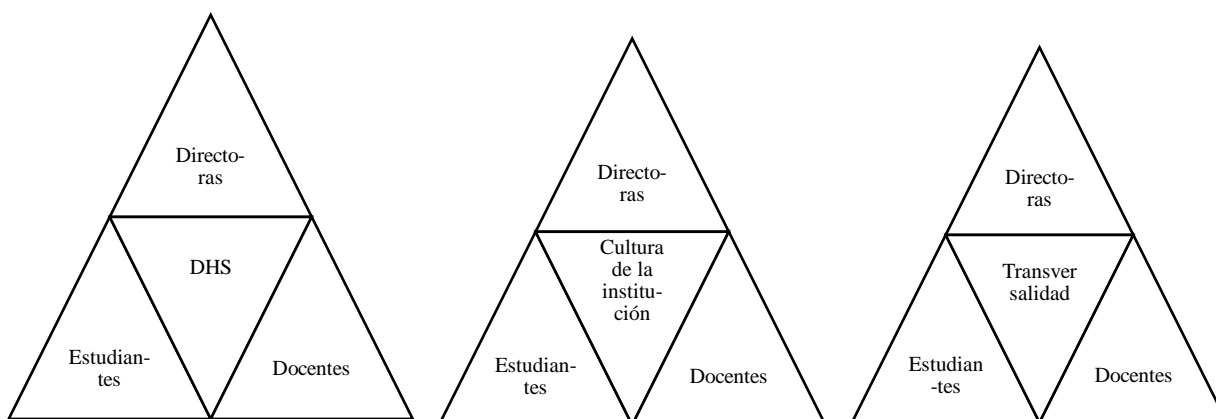 Directo-
ras
DHS
Estudian-
tes
Docentes
Directo-
ras
Cultura
de la
institu-
ción
Estudian-
tes
Docentes
Directo-
ras
Transver
salidad
Estudian
-tes
Docentes